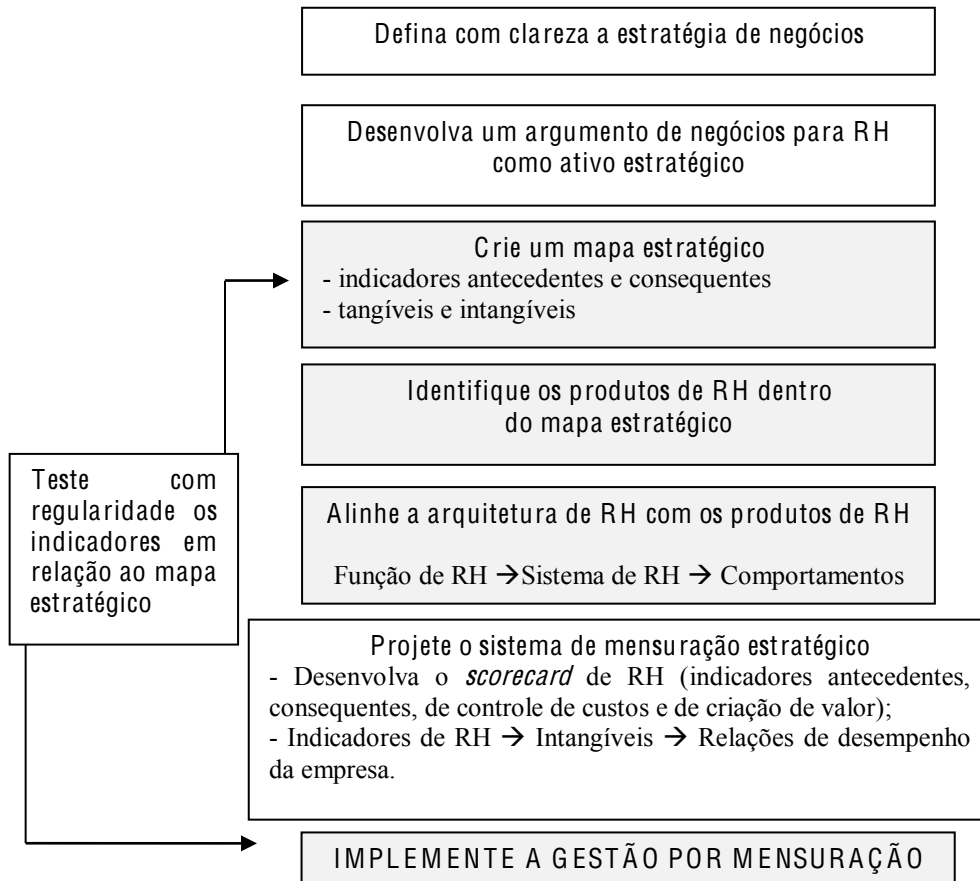 Defina com clareza a estratégia de negócios
Desenvolva um argumento de negócios para RH
como ativo estratégico
Crie um mapa estratégico
- indicadores antecedentes e consequentes
- tangíveis e intangíveis
Identifique os produtos de RH dentro
do mapa estratégico
Teste com
regularidade os
indicadores em
relação ao mapa
estratégico
Alinhe a arquitetura de RH com os produtos de RH
Função de RH → Sistema de RH → Comportamentos
Projete o sistema de mensuração estratégico
- Desenvolva o scorecard de RH (indicadores antecedentes,
consequentes, de controle de custos e de criação de valor);
- Indicadores de RH → Intangíveis → Relações de desempenho
da empresa.
IMPLEMENTE A GESTÃO POR MENSURAÇÃO